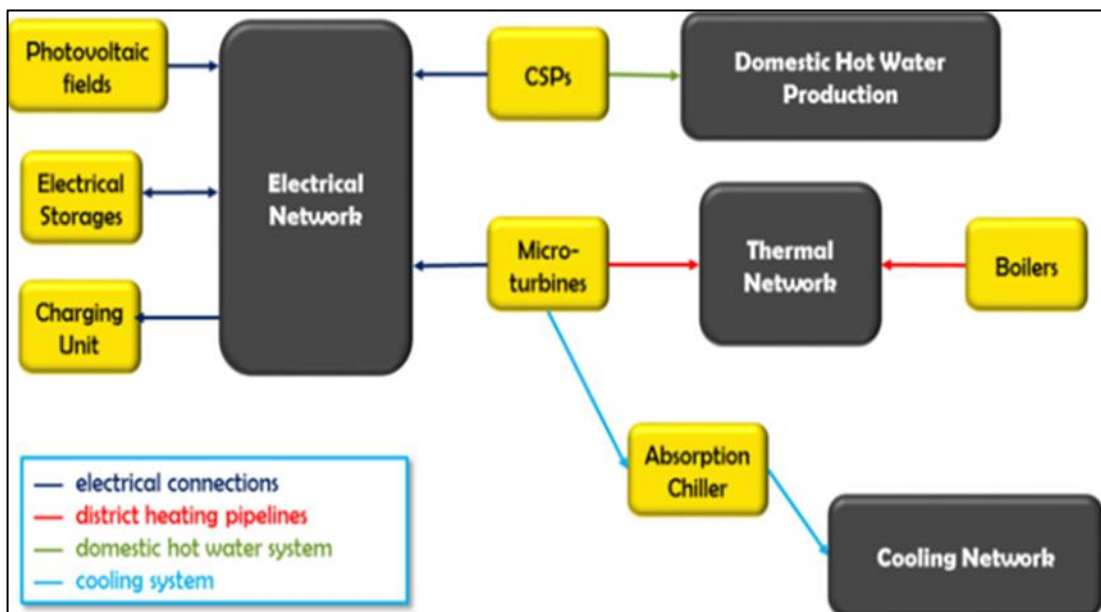 Photovoltaic
fields
Electrical
Network
CSPs
Domestic Hot Water
Production
Electrical
Storages
Micro-
turbines
Thermal
Network
Boilers
Charging
Unit
Absorption
Chiller
Cooling Network
electrical connections
district heating pipelines
domestic hot water system
cooling system